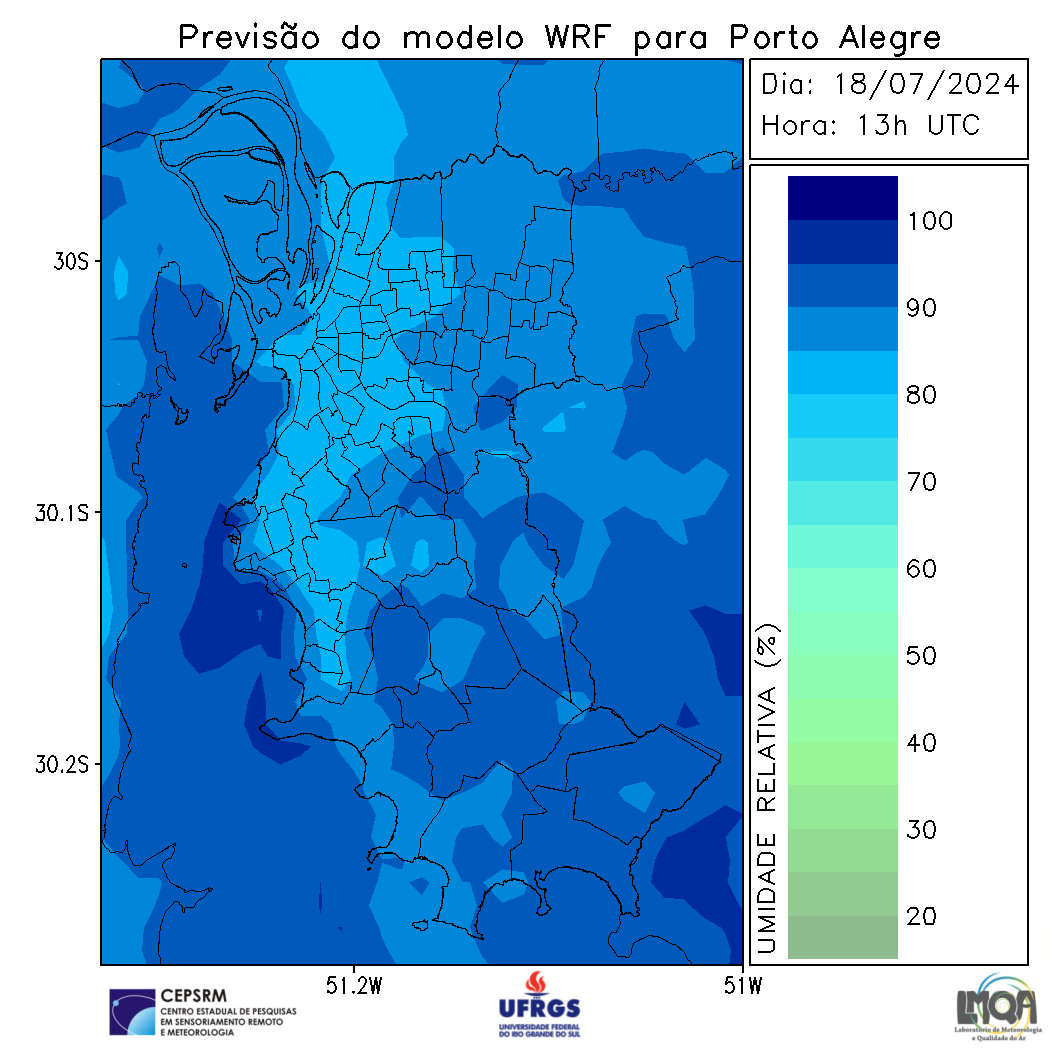 Previsão do modelo WRF para Porto Alegre
Dia: 18/07/2024
Hora: 13h UTC
100
90
80
70
60
50
40
30
20
UMIDADE RELATIVA (%)
30S
30.1S
30.2S
51.2W
51W
CEPSRM
CENTRO ESTADUAL DE PESQUISAS
EM SENSORIAMENTO REMOTO
E METEOROLOGIA
UFRGS
UNIVERSIDADE FEDERAL
DO RIO GRANDE DO SUL
LMQA
Laboratório de Meteorologia
e Qualidade do Ar